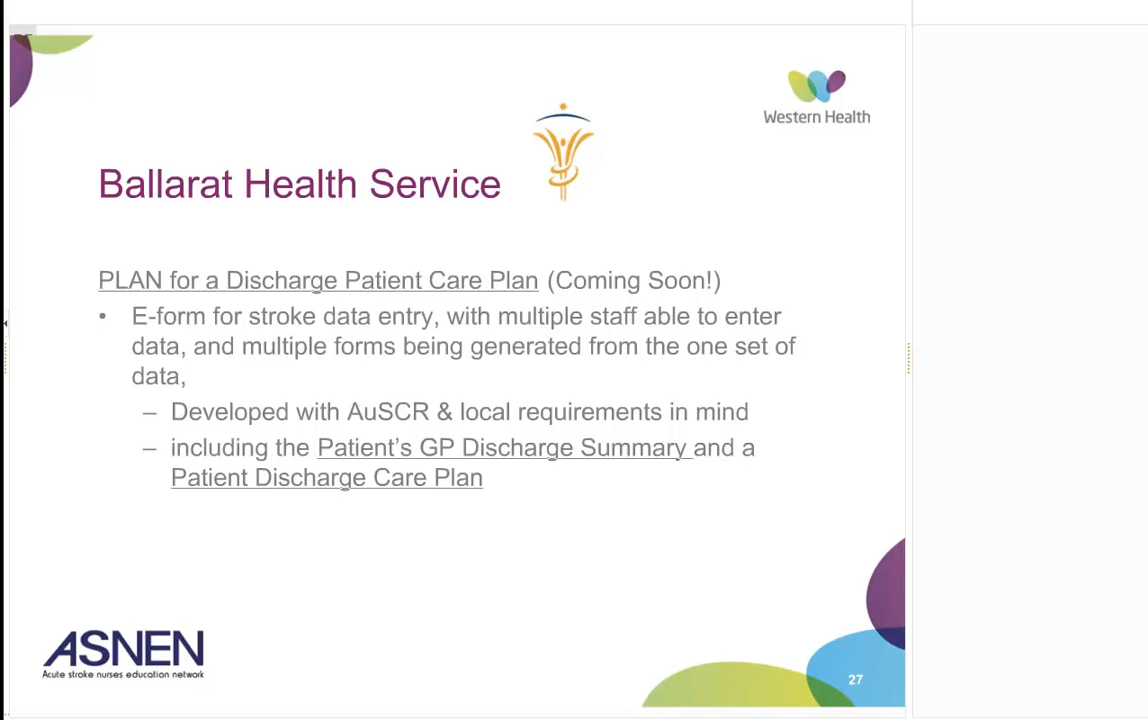 Western Health
Ballarat Health Service
PLAN for a Discharge Patient Care Plan (Coming Soon!)
• E-form for stroke data entry, with multiple staff able to enter
data, and multiple forms being generated from the one set of
data,
– Developed with AuSCR & local requirements in mind
– including the Patient’s GP Discharge Summary and a
Patient Discharge Care Plan
ASNEN
Acute stroke nurses education network
27